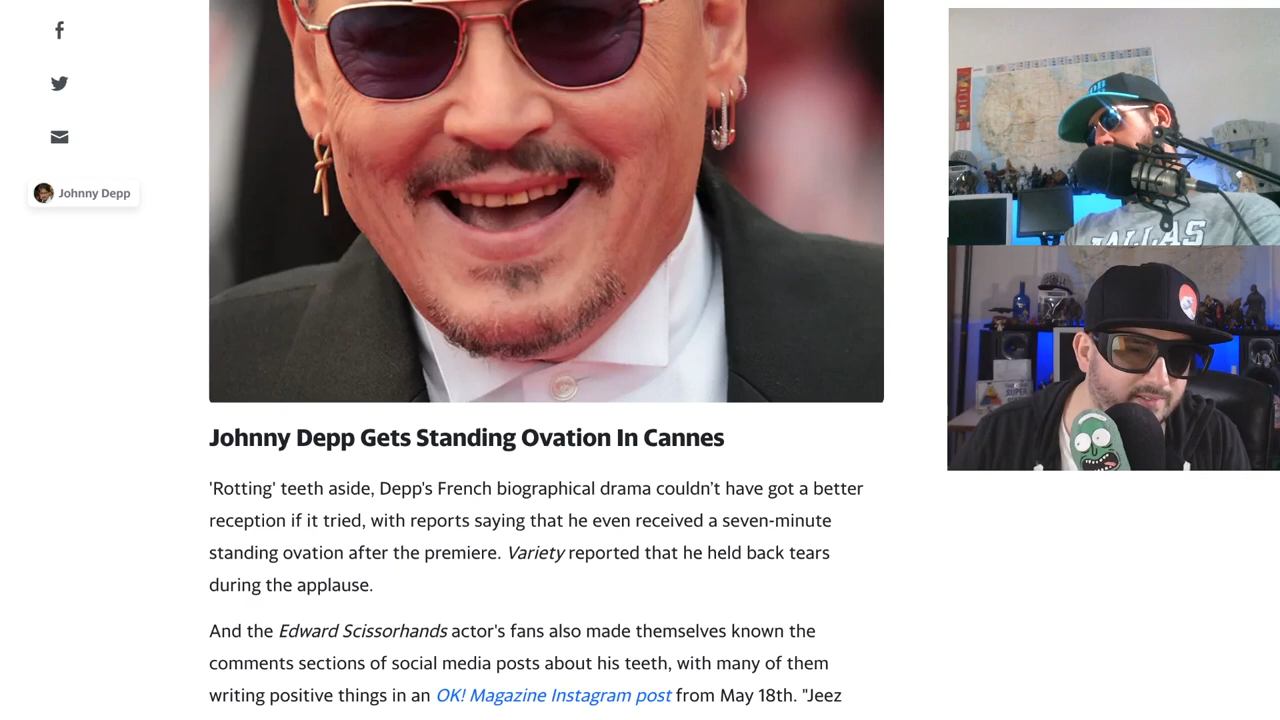 Johnny Depp
Johnny Depp Gets Standing Ovation In Cannes
'Rotting' teeth aside, Depp's French biographical drama couldn’t have got a better
reception if it tried, with reports saying that he even received a seven-minute
standing ovation after the premiere. Variety reported that he held back tears
during the applause.
And the Edward Scissorhands actor's fans also made themselves known the
comments sections of social media posts about his teeth, with many of them
writing positive things in an OK! Magazine Instagram post from May 18th. "Jeez
DALLAS